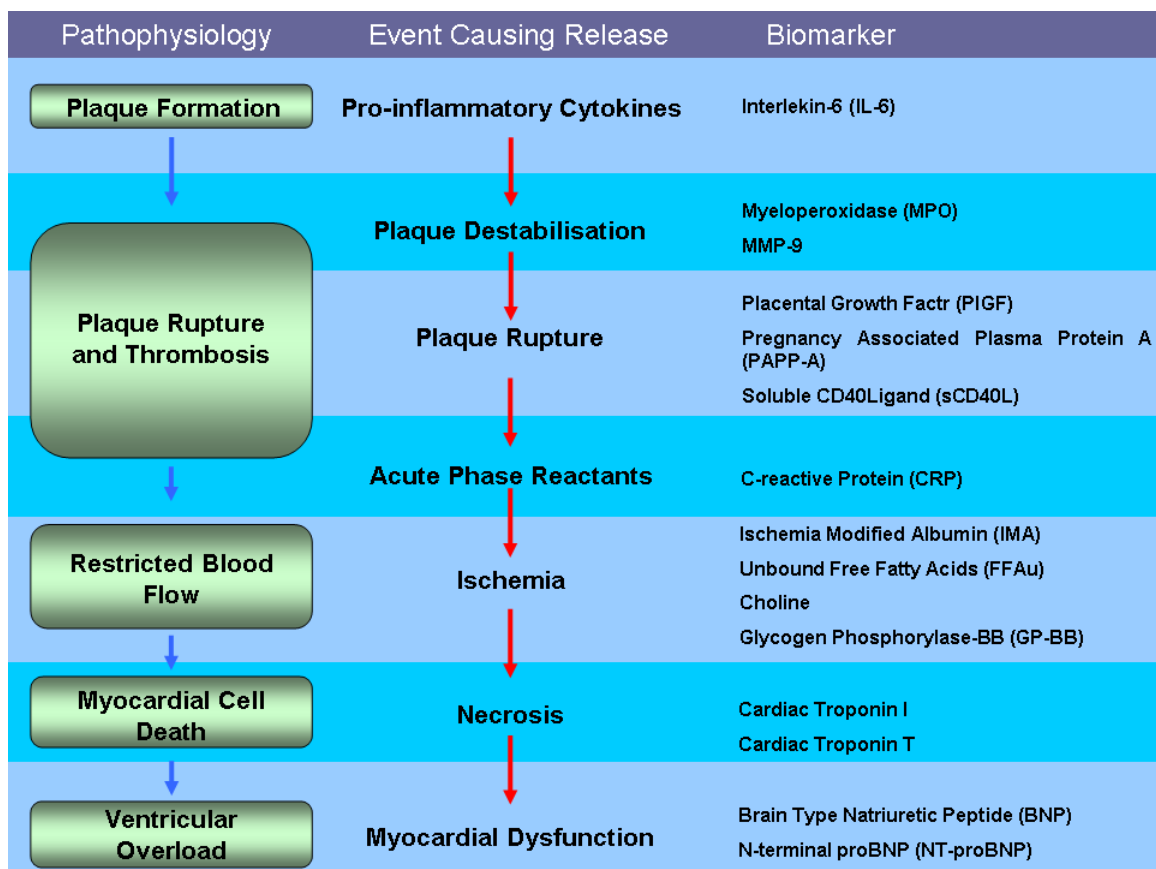 Pathophysiology Event Causing Release Biomarker
Plaque Formation
Pro-inflammatory Cytokines
Interlekin-6 (IL-6)
Plaque Destabilisation
Myeloperoxidase (MPO)
MMP-9
Plaque Rupture
and Thrombosis
Plaque Rupture
Placental Growth Factr (PIGF)
Pregnancy Associated Plasma Protein A
(PAPP-A)
Soluble CD40Ligand (sCD40L)
Acute Phase Reactants
C-reactive Protein (CRP)
Restricted Blood
Flow
Ischemia
Ischemia Modified Albumin (IMA)
Unbound Free Fatty Acids (FFAu)
Choline
Glycogen Phosphorylase-BB (GP-BB)
Myocardial Cell
Death
Necrosis
Cardiac Troponin I
Cardiac Troponin T
Ventricular
Overload
Myocardial Dysfunction
Brain Type Natriuretic Peptide (BNP)
N-terminal proBNP (NT-proBNP)